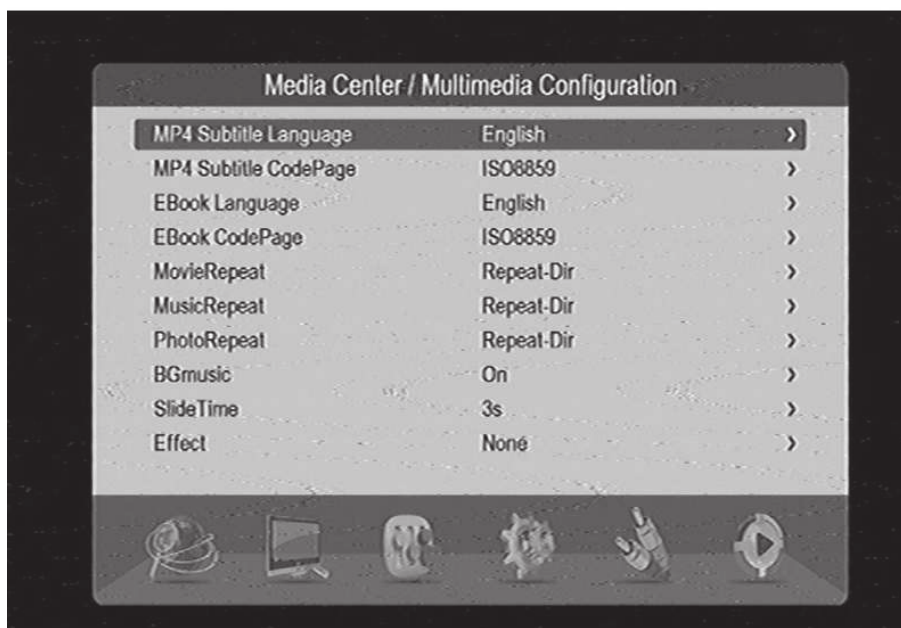 Media Center / Multimedia Configuration
MP4 Subtitle Language English
MP4 Subtitle CodePage ISO8859
EBook Language English
EBook CodePage ISO8859
MovieRepeat Repeat-Dir
MusicRepeat Repeat-Dir
PhotoRepeat Repeat-Dir
BGmusic On
SlideTime 3s
Effect None